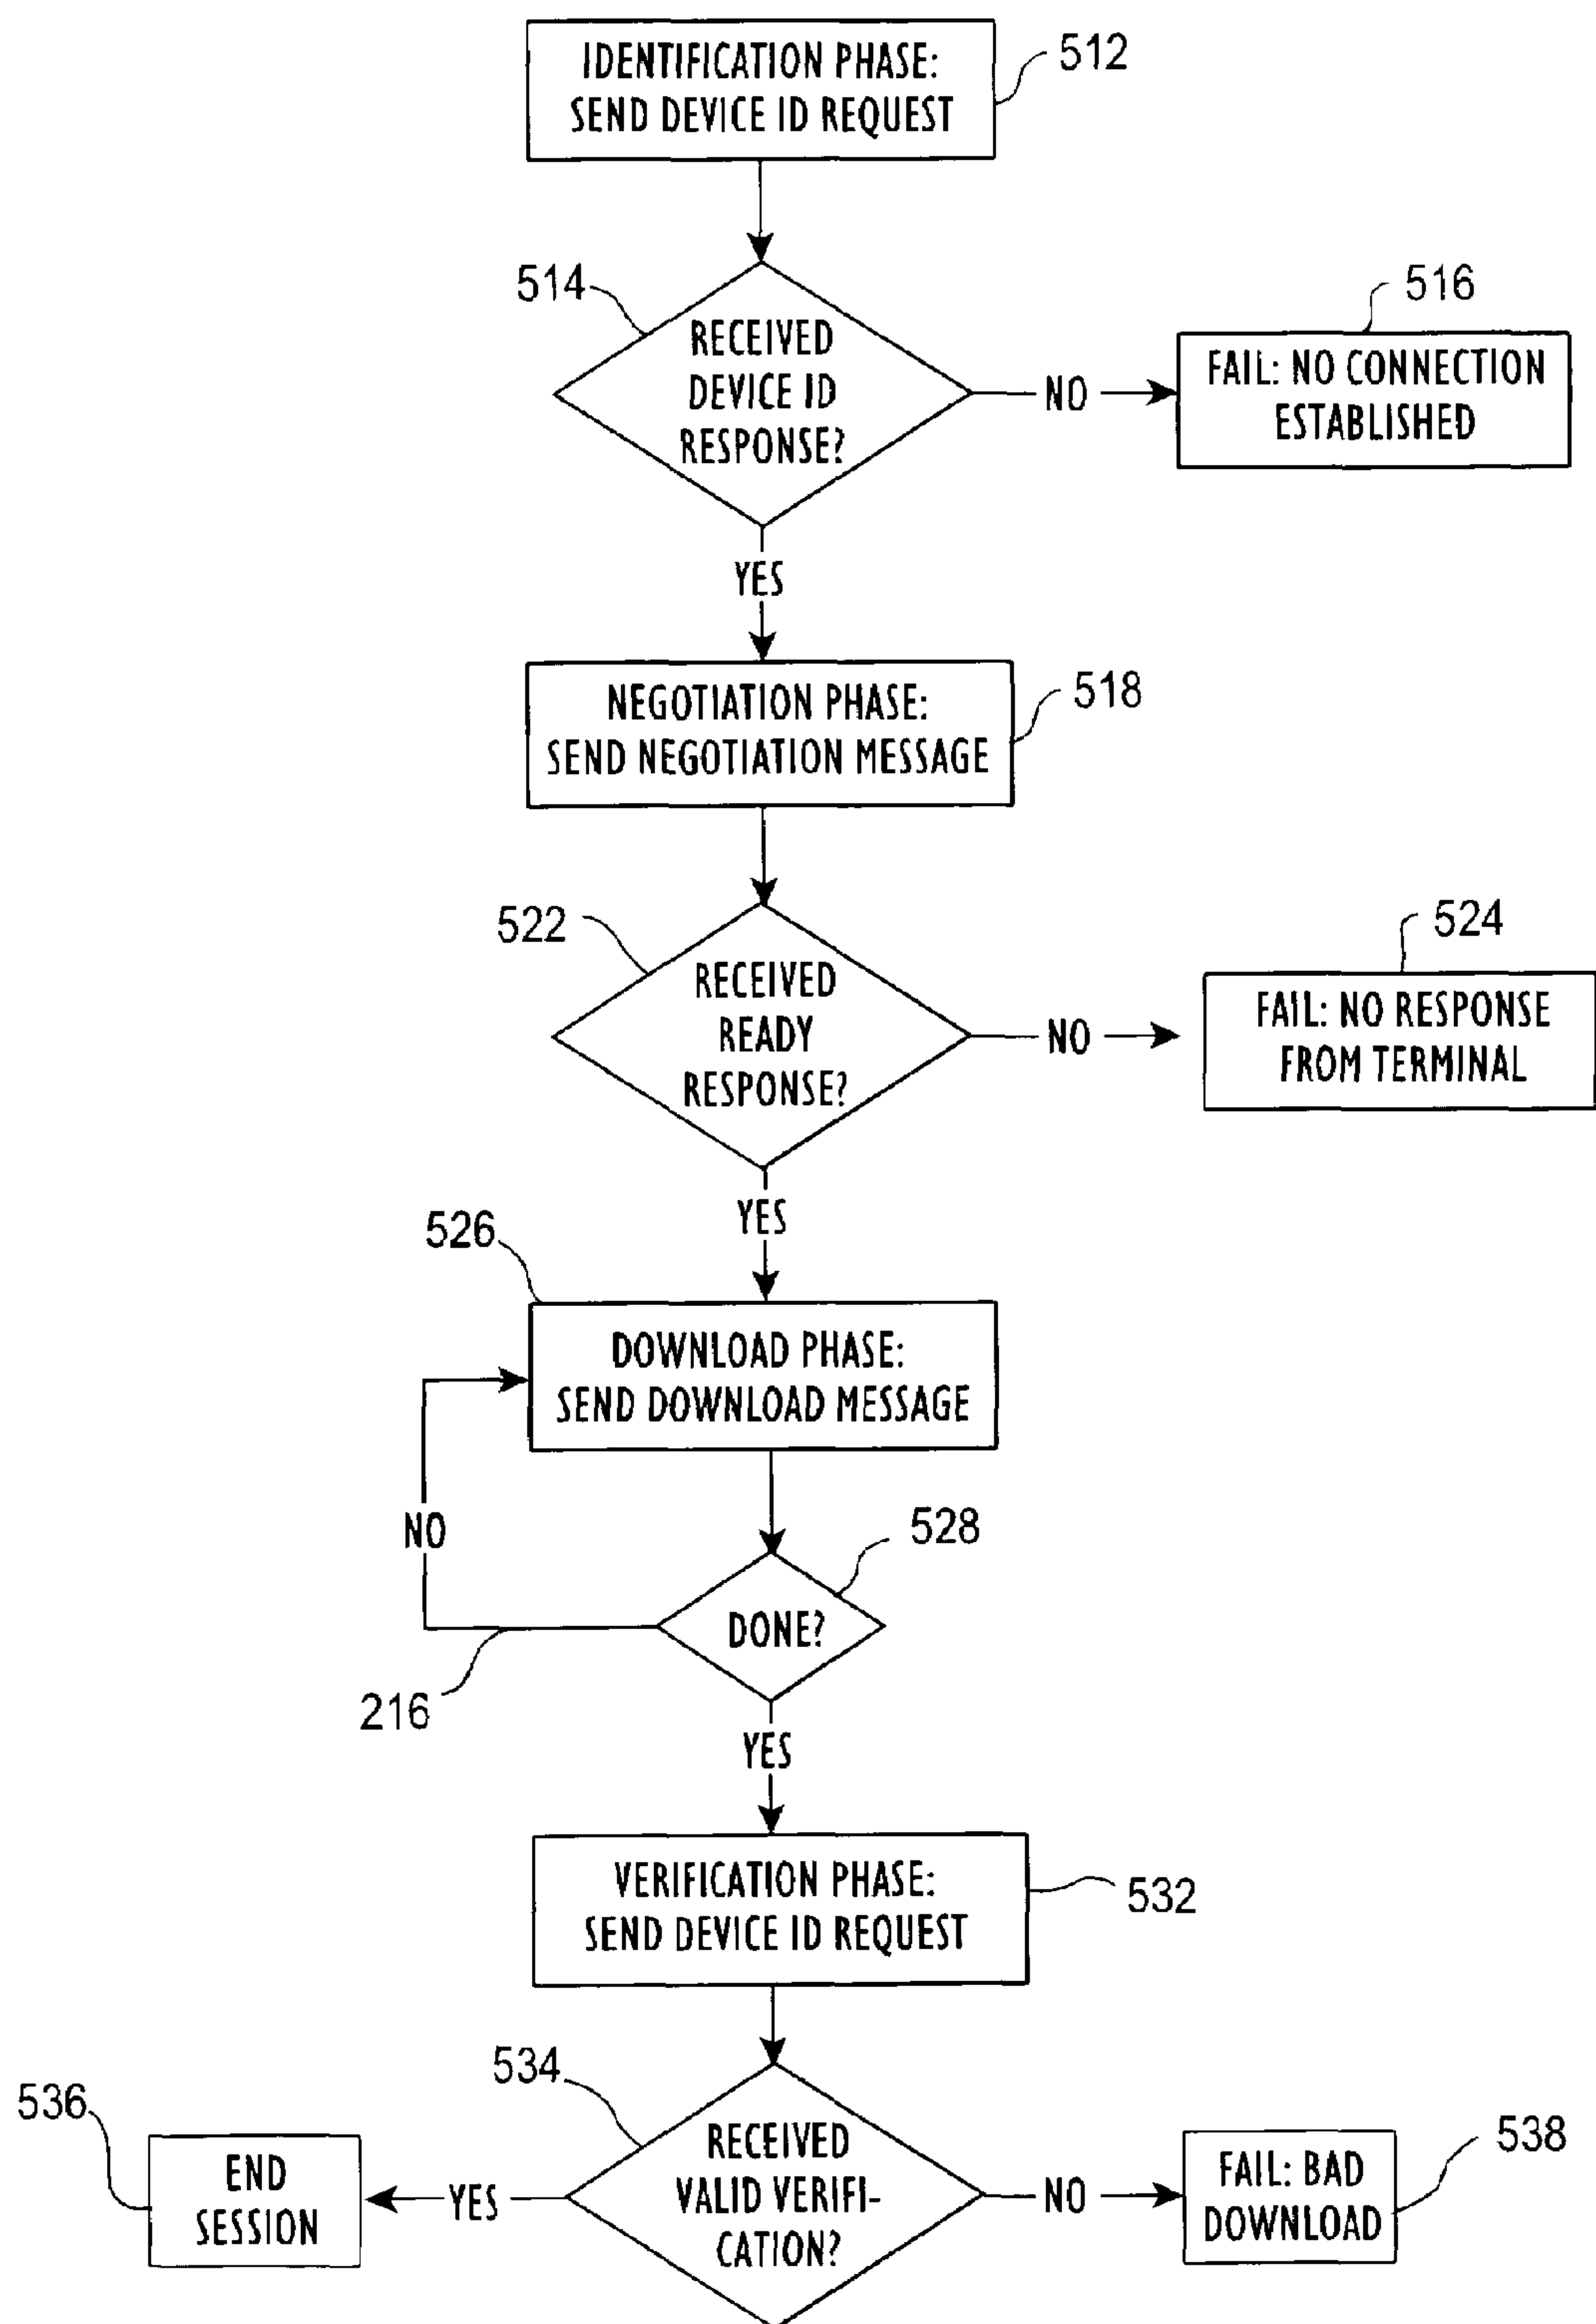 IDENTIFICATION PHASE:
SEND DEVICE ID REQUEST
512
514
RECEIVED
DEVICE ID
RESPONSE?
NO
516
FAIL: NO CONNECTION
ESTABLISHED
YES
NEGOTIATION PHASE:
SEND NEGOTIATION MESSAGE
518
522
RECEIVED
READY
RESPONSE?
NO
524
FAIL: NO RESPONSE
FROM TERMINAL
YES
526
DOWNLOAD PHASE:
SEND DOWNLOAD MESSAGE
NO
528
DONE?
216
YES
VERIFICATION PHASE:
SEND DEVICE ID REQUEST
532
534
RECEIVED
VALID VERIFI-
CATION?
YES
536
END
SESSION
NO
538
FAIL: BAD
DOWNLOAD